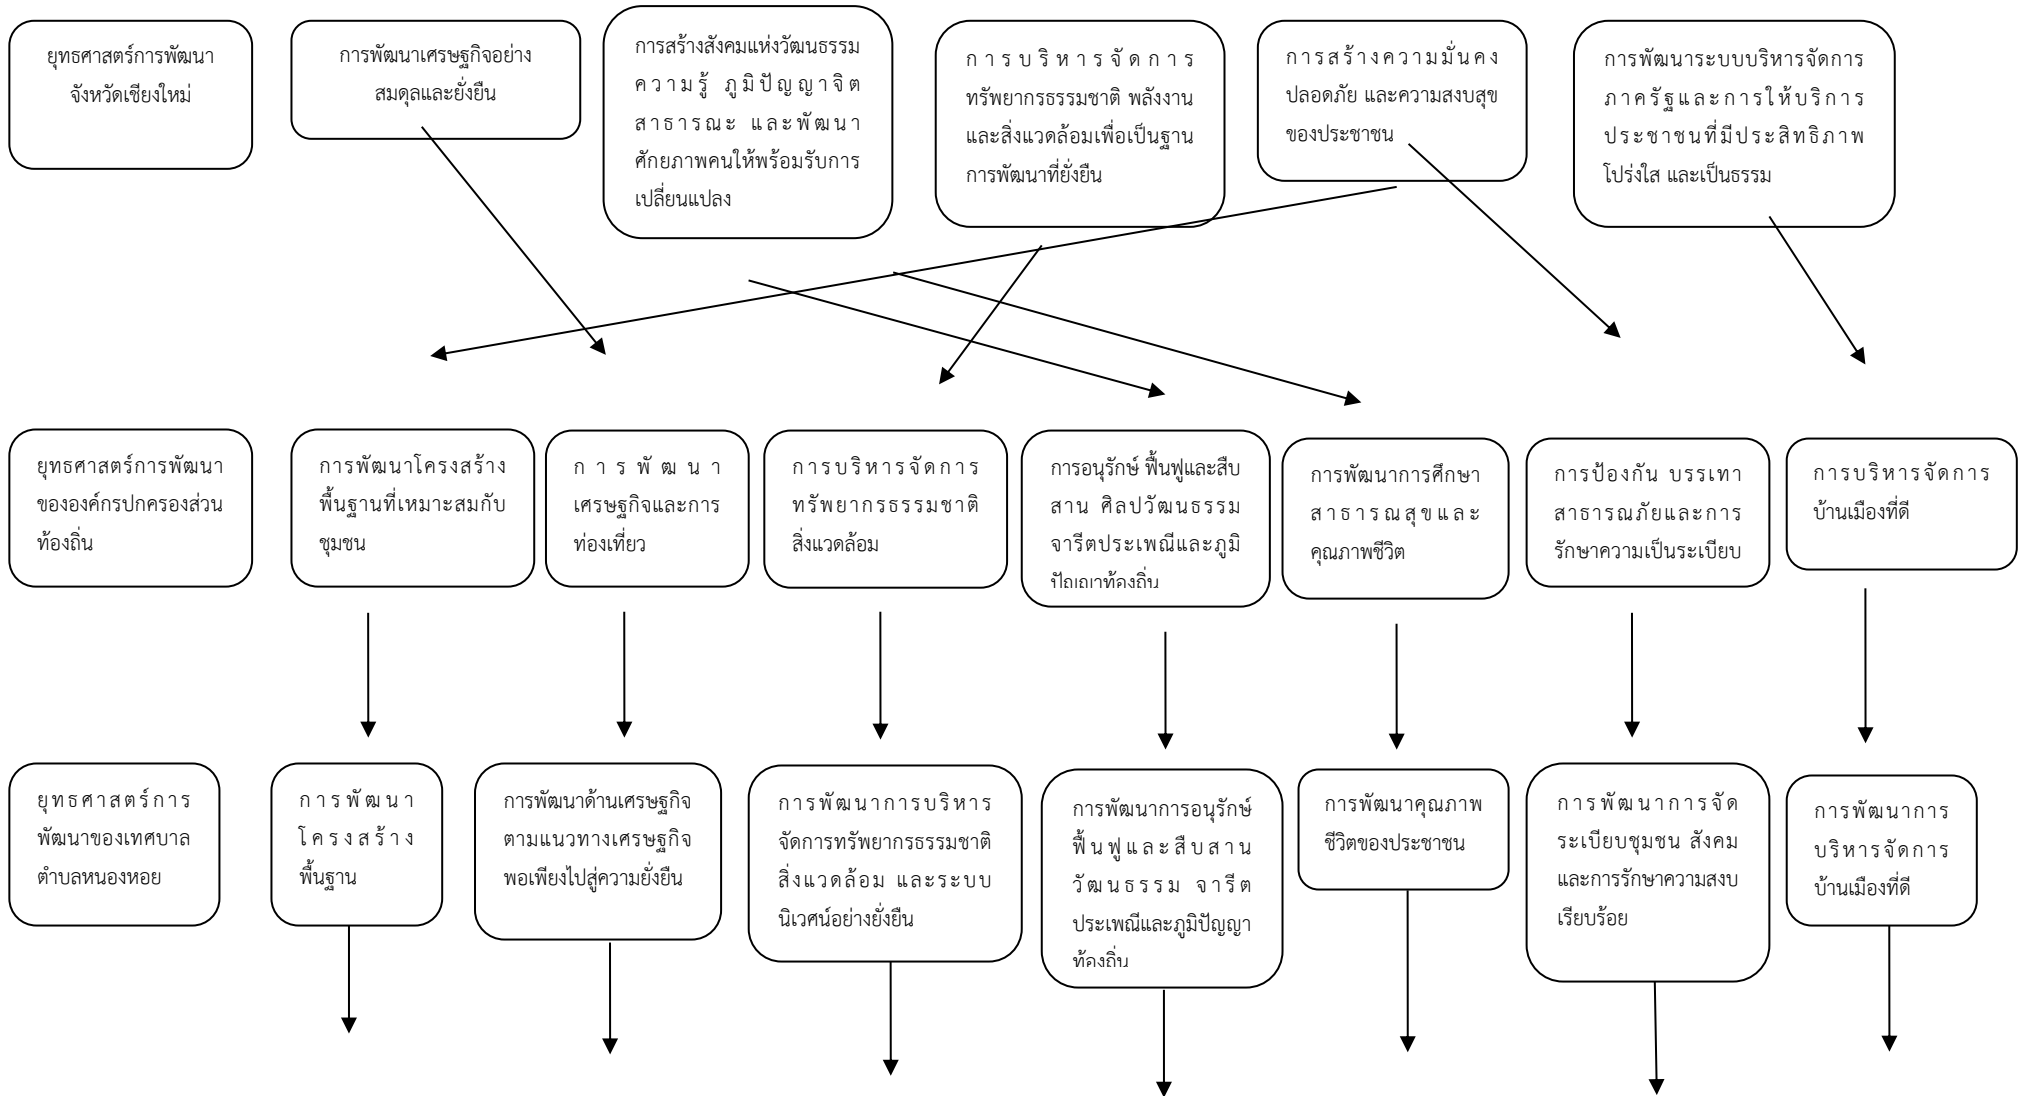 ยุทธศาสตร์การพัฒนา
จังหวัดเชียงใหม่
การพัฒนาเศรษฐกิจอย่าง
สมดุลและยั่งยืน
การสร้างสังคมแห่งวัฒนธรรม
ความรู้ ภูมิปัญญาจิต
สาธารณะ และพัฒนา
ศักยภาพคนให้พร้อมรับการ
เปลี่ยนแปลง
การบริหารจัดการ
ทรัพยากรธรรมชาติ พลังงาน
และสิ่งแวดล้อมเพื่อเป็นฐาน
การพัฒนาที่ยั่งยืน
การสร้างความมั่นคง
ปลอดภัย และความสงบสุข
ของประชาชน
การพัฒนาระบบบริหารจัดการ
ภาครัฐและการให้บริการ
ประชาชนที่มีประสิทธิภาพ
โปร่งใส และเป็นธรรม
ยุทธศาสตร์การพัฒนา
ขององค์กรปกครองส่วน
ท้องถิ่น
การพัฒนาโครงสร้าง
พื้นฐานที่เหมาะสมกับ
ชุมชน
การพัฒนา
เศรษฐกิจและการ
ท่องเที่ยว
การบริหารจัดการ
ทรัพยากรธรรมชาติ
สิ่งแวดล้อม
การอนุรักษ์ ฟื้นฟูและสืบ
สาน ศิลปวัฒนธรรม
จารีตประเพณีและภูมิ
ปัญญาท้องถิ่น
การพัฒนาการศึกษา
สาธารณสุขและ
คุณภาพชีวิต
การป้องกัน บรรเทา
สาธารณภัยและการ
รักษาความเป็นระเบียบ
การบริหารจัดการ
บ้านเมืองที่ดี
ยุทธศาสตร์การ
พัฒนาของเทศบาล
ตำบลหนองหอย
การพัฒนา
โครงสร้าง
พื้นฐาน
การพัฒนาด้านเศรษฐกิจ
ตามแนวทางเศรษฐกิจ
พอเพียงไปสู่ความยั่งยืน
การพัฒนาการบริหาร
จัดการทรัพยากรธรรมชาติ
สิ่งแวดล้อม และระบบ
นิเวศน์อย่างยั่งยืน
การพัฒนาการอนุรักษ์
ฟื้นฟูและสืบสาน
วัฒนธรรม จารีต
ประเพณีและภูมิปัญญา
ท้องถิ่น
การพัฒนาคุณภาพ
ชีวิตของประชาชน
การพัฒนาการจัด
ระเบียบชุมชน สังคม
และการรักษาความสงบ
เรียบร้อย
การพัฒนาการ
บริหารจัดการ
บ้านเมืองที่ดี